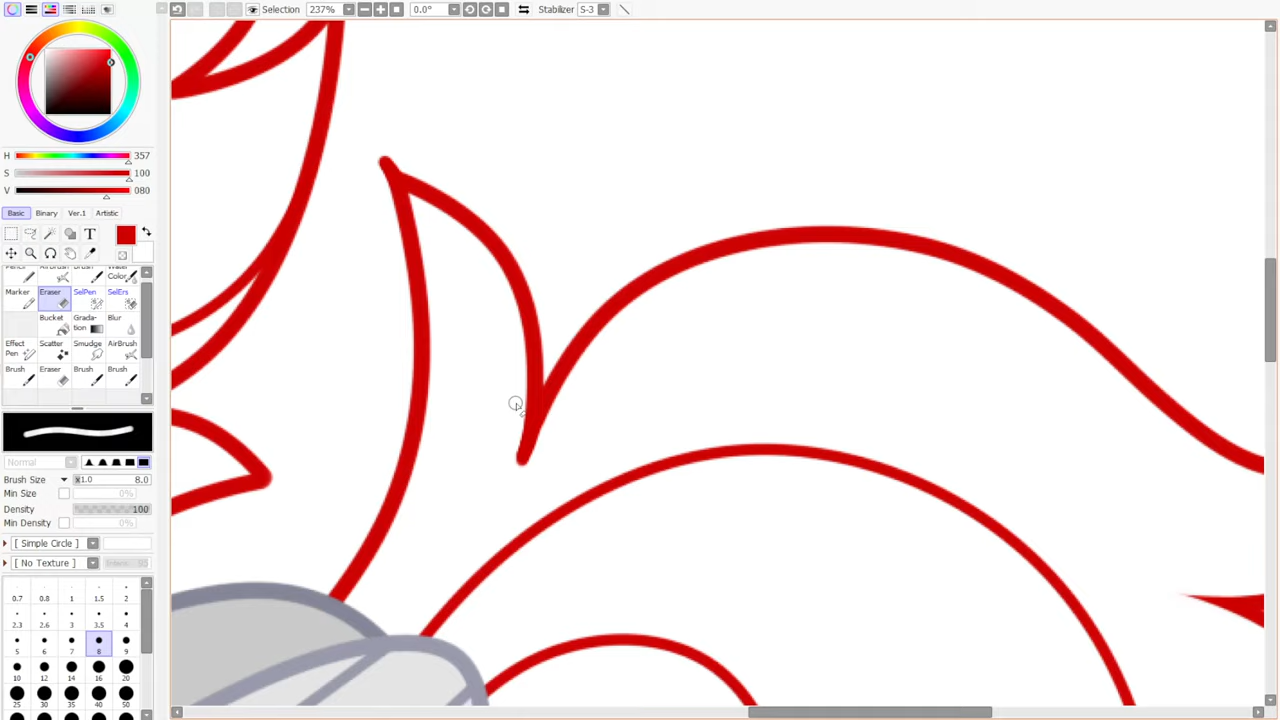 Selection 237% 0.0° Stabilizer S-3
H 357
S 100
V 080
Basic Binary Ver.1 Artistic
T
Pencil AirBrush Brush Water Color
Marker Eraser SelPen SelErs
Bucket Grada-tion Blur
Effect Pen Scatter Smudge AirBrush
Brush Eraser Brush Brush
Normal
Brush Size x1.0 8.0
Min Size 0%
Density 100
Min Density 0%
[ Simple Circle ]
[ No Texture ]
0.7 0.8 1 1.5 2
2.3 2.6 3 3.5 4
5 6 7 8 9
10 12 14 16 20
25 30 35 40 50